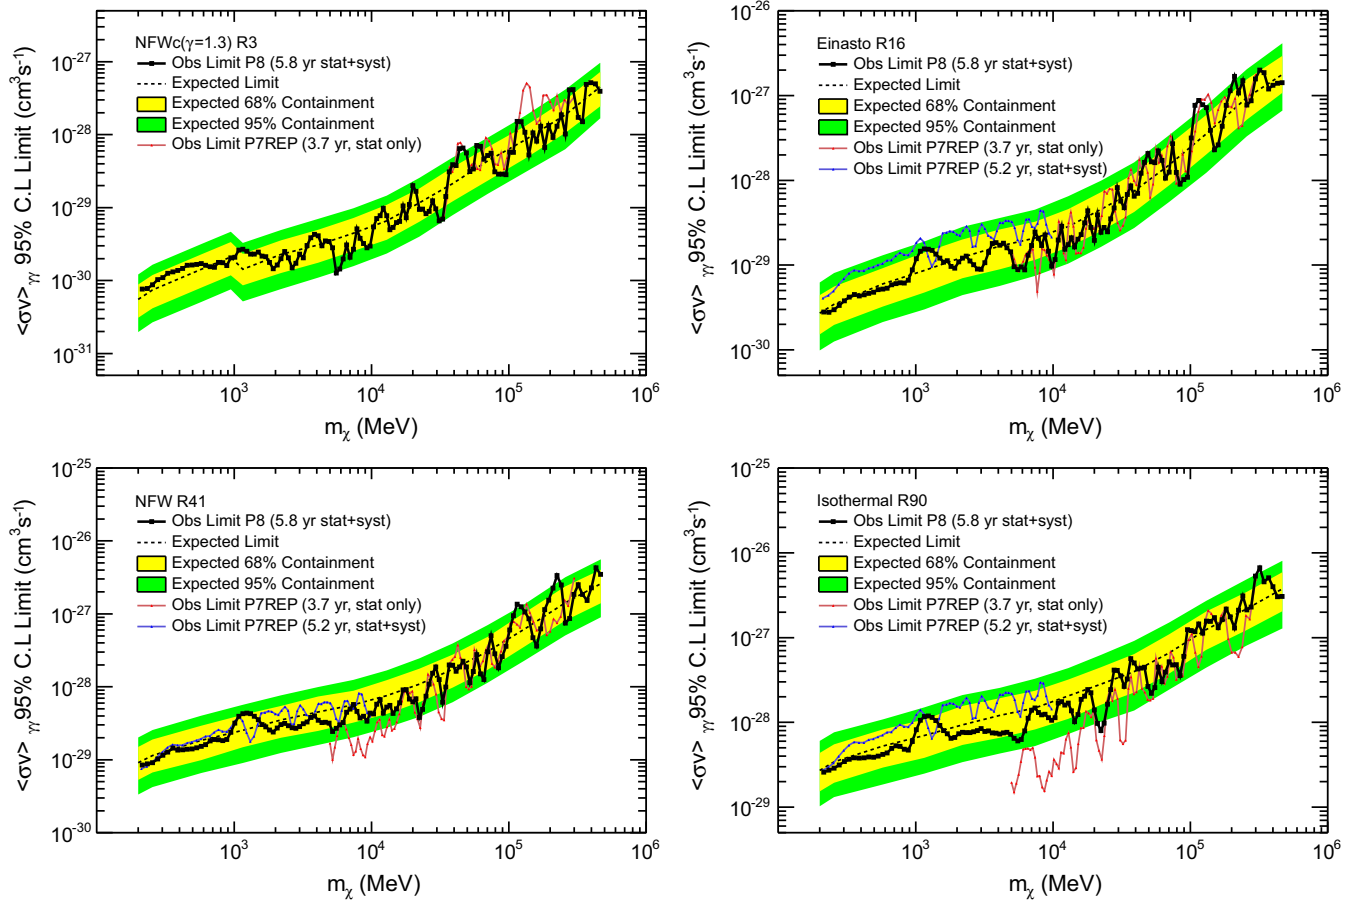 NFWc(γ=1.3) R3
Obs Limit P8 (5.8 yr stat+syst)
Expected Limit
Expected 68% Containment
Expected 95% Containment
Obs Limit P7REP (3.7 yr, stat only)
<σv> γγ 95% C.L Limit (cm³s⁻¹)
10⁻²⁷
10⁻²⁸
10⁻²⁹
10⁻³⁰
10⁻³¹
10³
10⁴
10⁵
10⁶
mχ (MeV)
Einasto R16
Obs Limit P8 (5.8 yr stat+syst)
Expected Limit
Expected 68% Containment
Expected 95% Containment
Obs Limit P7REP (3.7 yr, stat only)
Obs Limit P7REP (5.2 yr, stat+syst)
<σv> γγ 95% C.L Limit (cm³s⁻¹)
10⁻²⁶
10⁻²⁷
10⁻²⁸
10⁻²⁹
10⁻³⁰
10³
10⁴
10⁵
10⁶
mχ (MeV)
NFW R41
Obs Limit P8 (5.8 yr stat+syst)
Expected Limit
Expected 68% Containment
Expected 95% Containment
Obs Limit P7REP (3.7 yr, stat only)
Obs Limit P7REP (5.2 yr, stat+syst)
<σv> γγ 95% C.L Limit (cm³s⁻¹)
10⁻²⁵
10⁻²⁶
10⁻²⁷
10⁻²⁸
10⁻²⁹
10⁻³⁰
10³
10⁴
10⁵
10⁶
mχ (MeV)
Isothermal R90
Obs Limit P8 (5.8 yr stat+syst)
Expected Limit
Expected 68% Containment
Expected 95% Containment
Obs Limit P7REP (3.7 yr, stat only)
Obs Limit P7REP (5.2 yr, stat+syst)
<σv> γγ 95% C.L Limit (cm³s⁻¹)
10⁻²⁵
10⁻²⁶
10⁻²⁷
10⁻²⁸
10⁻²⁹
10³
10⁴
10⁵
10⁶
mχ (MeV)